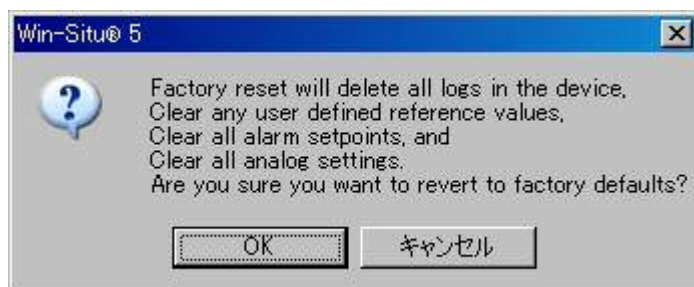 Win-Situ® 5
Factory reset will delete all logs in the device,
Clear any user defined reference values,
Clear all alarm setpoints, and
Clear all analog settings.
Are you sure you want to revert to factory defaults?
OK
キャンセル